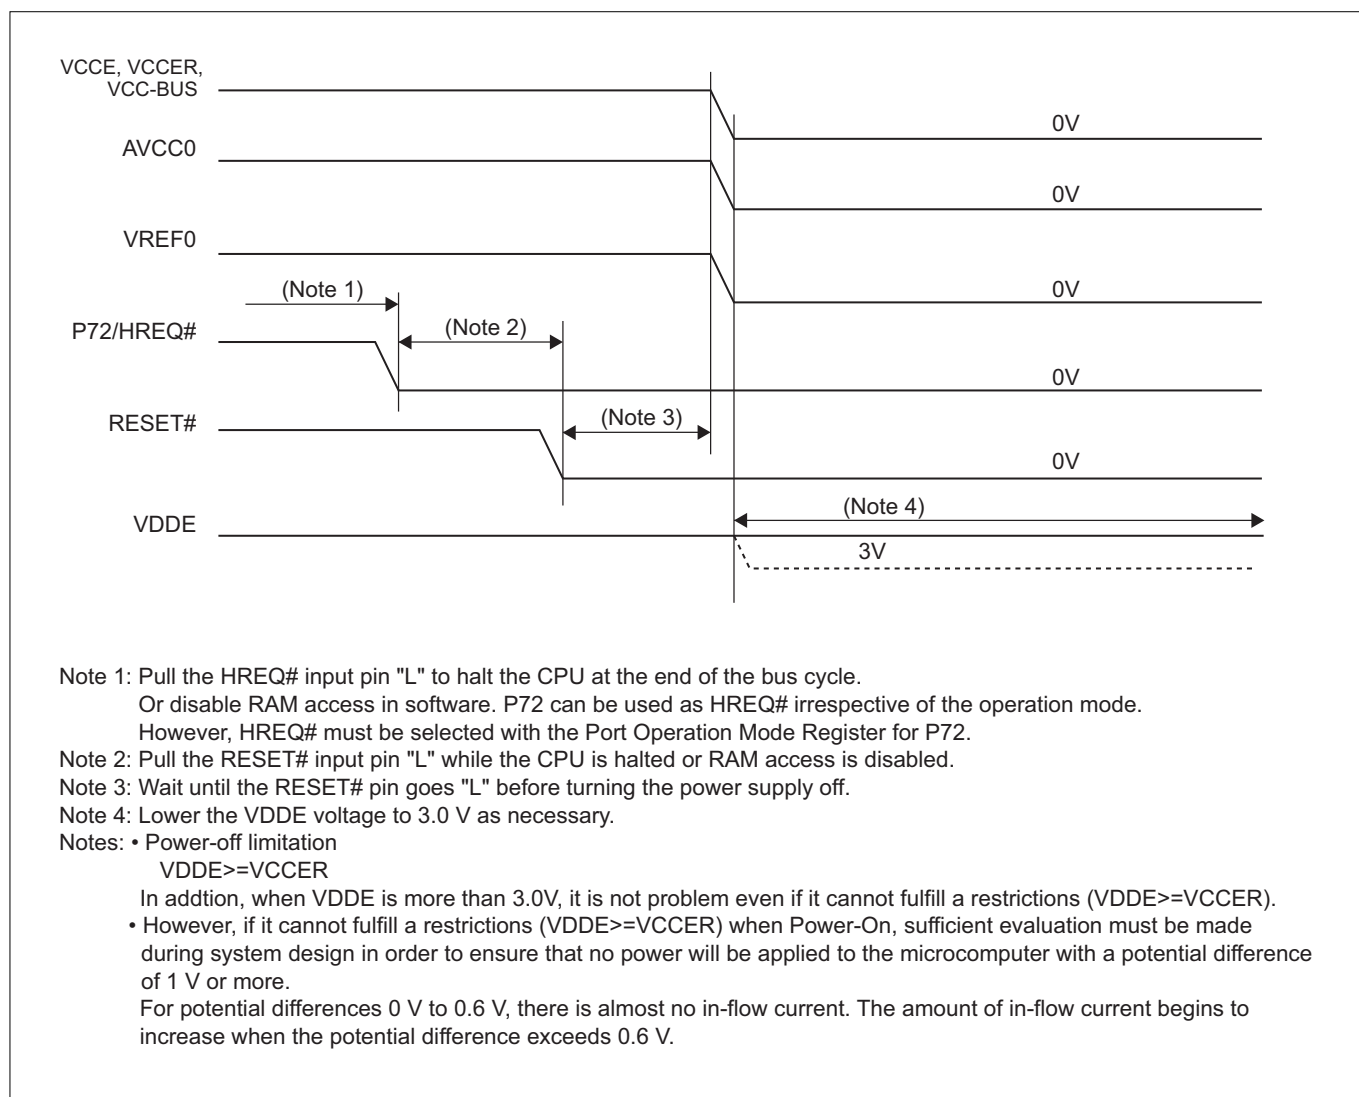 VCCE, VCCER,
VCC-BUS
0V
AVCC0
0V
VREF0
0V
(Note 1)
P72/HREQ#
(Note 2)
0V
RESET#
(Note 3)
0V
VDDE
(Note 4)
3V
Note 1: Pull the HREQ# input pin "L" to halt the CPU at the end of the bus cycle.
Or disable RAM access in software. P72 can be used as HREQ# irrespective of the operation mode.
However, HREQ# must be selected with the Port Operation Mode Register for P72.
Note 2: Pull the RESET# input pin "L" while the CPU is halted or RAM access is disabled.
Note 3: Wait until the RESET# pin goes "L" before turning the power supply off.
Note 4: Lower the VDDE voltage to 3.0 V as necessary.
Notes: • Power-off limitation
VDDE>=VCCER
In addtion, when VDDE is more than 3.0V, it is not problem even if it cannot fulfill a restrictions (VDDE>=VCCER).
• However, if it cannot fulfill a restrictions (VDDE>=VCCER) when Power-On, sufficient evaluation must be made
during system design in order to ensure that no power will be applied to the microcomputer with a potential difference
of 1 V or more.
For potential differences 0 V to 0.6 V, there is almost no in-flow current. The amount of in-flow current begins to
increase when the potential difference exceeds 0.6 V.